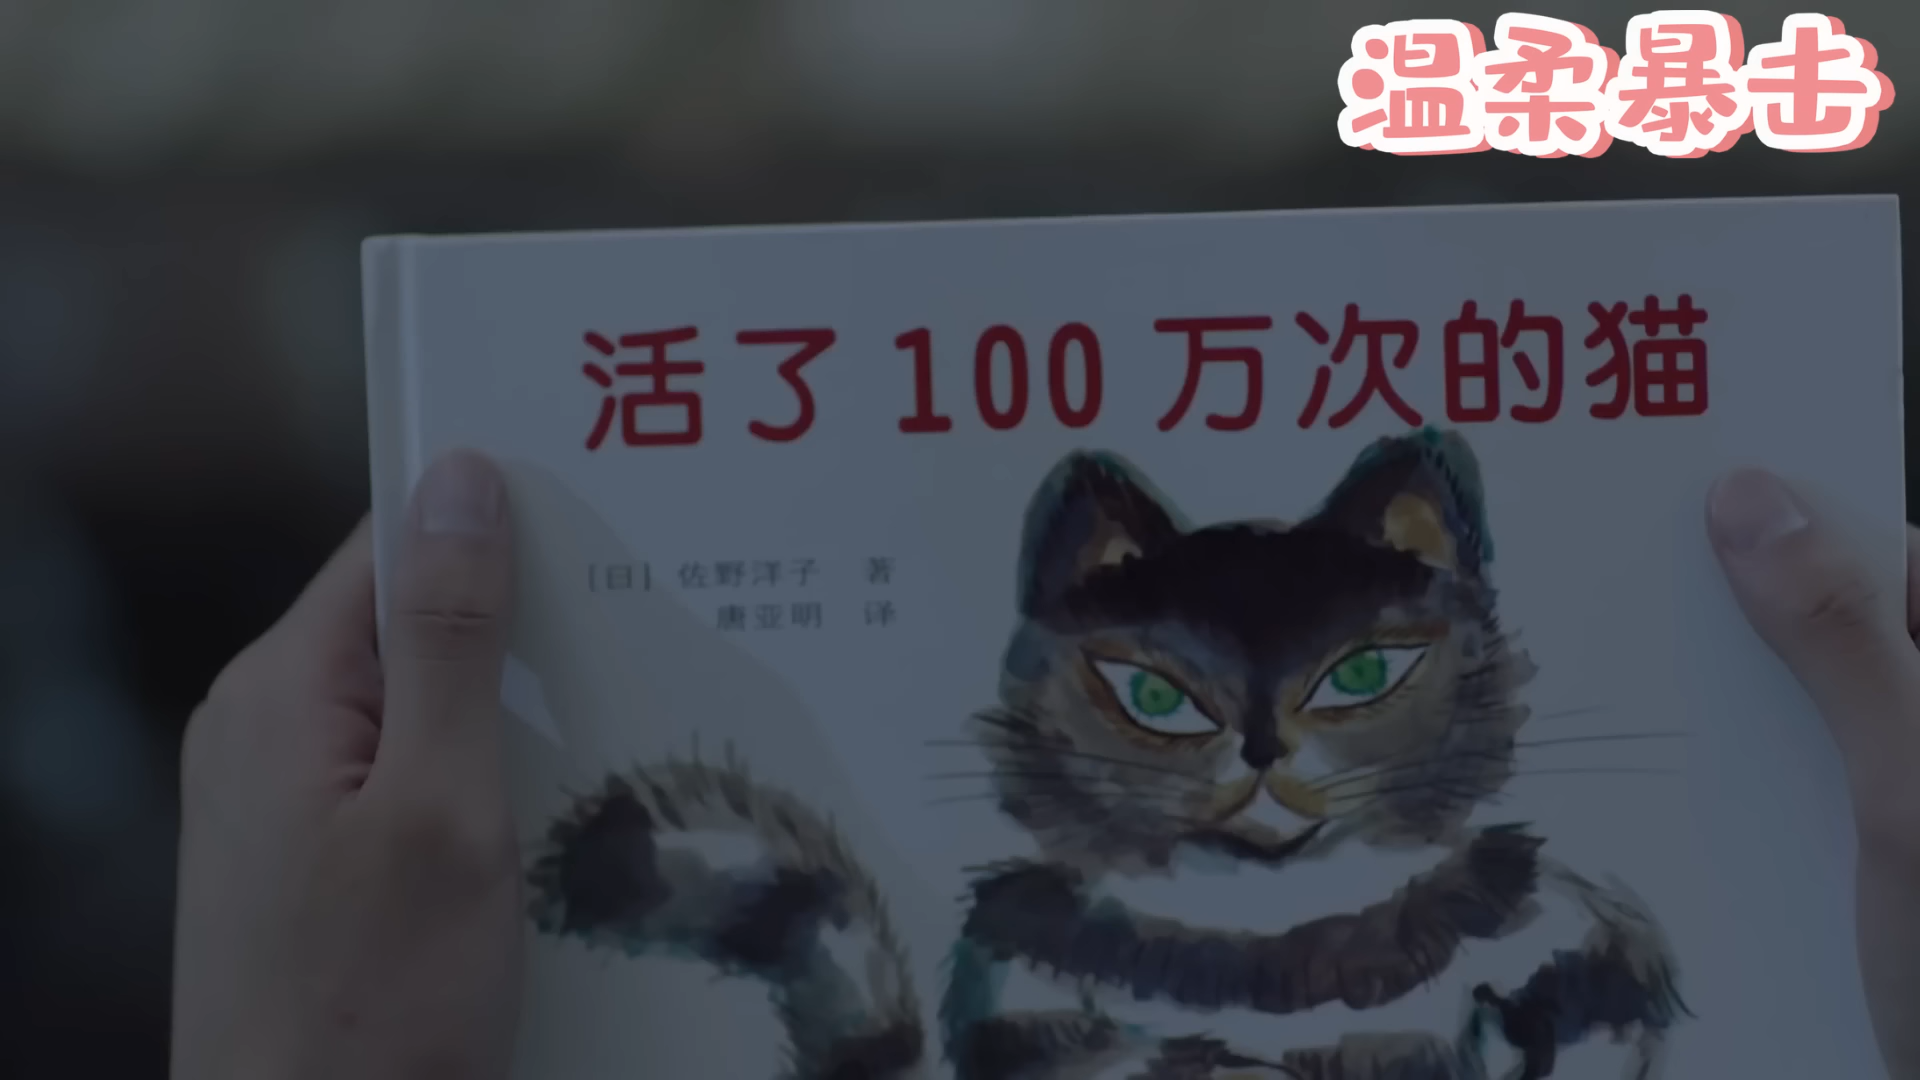 温柔暴击
活了100万次的猫
[日] 佐野洋子 著
唐亚明 译